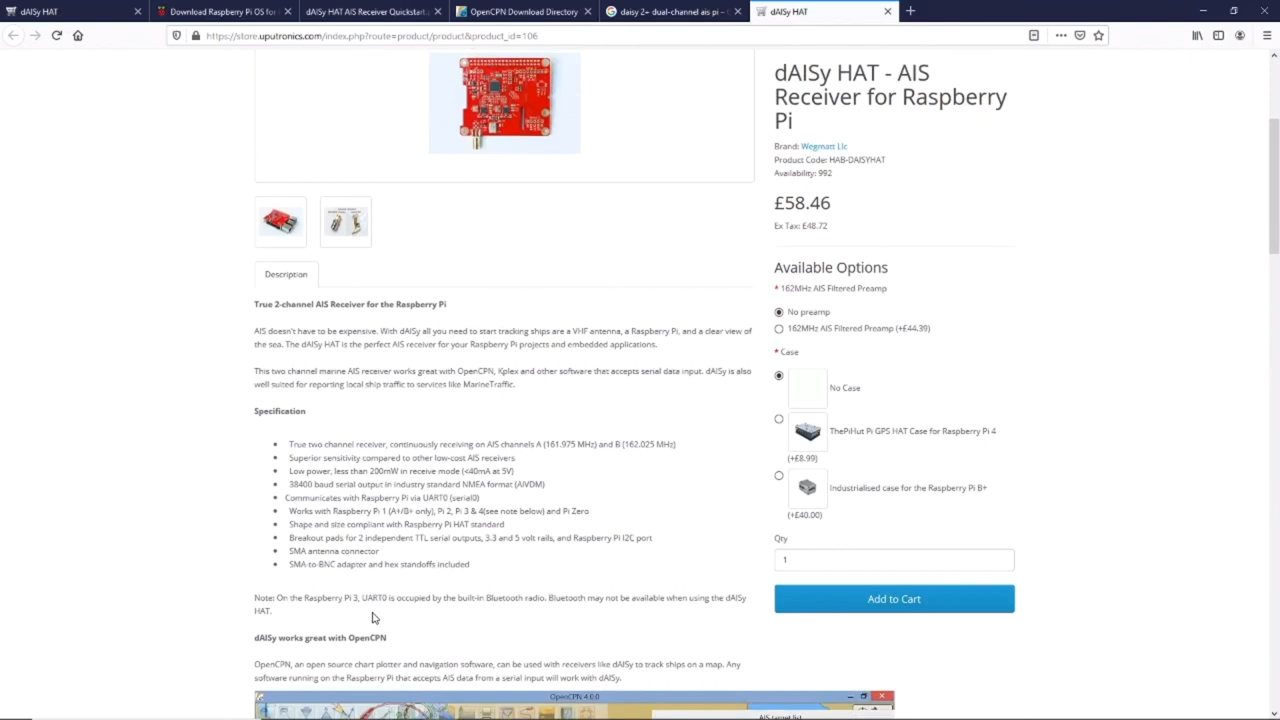 dAISy HAT
Download Raspberry Pi OS for
dAISY HAT AIS Receiver Quickstart
OpenCPN Download Directory
daisy 2+ dual-channel ais pi –
dAISy HAT
https://store.uputronics.com/index.php?route=product/product&product_id=106
dAISy HAT - AIS
Receiver for Raspberry
Pi
Brand: Wegmatt Llc
Product Code: HAB-DAISYHAT
Availability: 992
£58.46
Ex Tax: £48.72
Available Options
* 162MHz AIS Filtered Preamp
No preamp
162MHz AIS Filtered Preamp (+£44.39)
* Case
No Case
ThePiHut Pi GPS HAT Case for Raspberry Pi 4
(+£8.99)
Industrialised case for the Raspberry Pi B+
(+£40.00)
Qty
1
Add to Cart
Description
True 2-channel AIS Receiver for the Raspberry Pi
AIS doesn't have to be expensive. With dAISy all you need to start tracking ships are a VHF antenna, a Raspberry Pi, and a clear view of
the sea. The dAISy HAT is the perfect AIS receiver for your Raspberry Pi projects and embedded applications.
This two channel marine AIS receiver works great with OpenCPN, Kplex and other software that accepts serial data input. dAISy is also
well suited for reporting local ship traffic to services like MarineTraffic.
Specification
• True two channel receiver, continuously receiving on AIS channels A (161.975 MHz) and B (162.025 MHz)
• Superior sensitivity compared to other low-cost AIS receivers
• Low power, less than 200mW in receive mode (<40mA at 5V)
• 38400 baud serial output in industry standard NMEA format (AIVDM)
• Communicates with Raspberry Pi via UART0 (serial0)
• Works with Raspberry Pi 1 (A+/B+ only), Pi 2, Pi 3 & 4(see note below) and Pi Zero
• Shape and size compliant with Raspberry Pi HAT standard
• Breakout pads for 2 independent TTL serial outputs, 3.3 and 5 volt rails, and Raspberry Pi I2C port
• SMA antenna connector
• SMA-to-BNC adapter and hex standoffs included
Note: On the Raspberry Pi 3, UART0 is occupied by the built-in Bluetooth radio. Bluetooth may not be available when using the dAISy
HAT.
dAISy works great with OpenCPN
OpenCPN, an open source chart plotter and navigation software, can be used with receivers like dAISy to track ships on a map. Any
software running on the Raspberry Pi that accepts AIS data from a serial input will work with dAISy.
OpenCPN 4.0.0
AIS target list